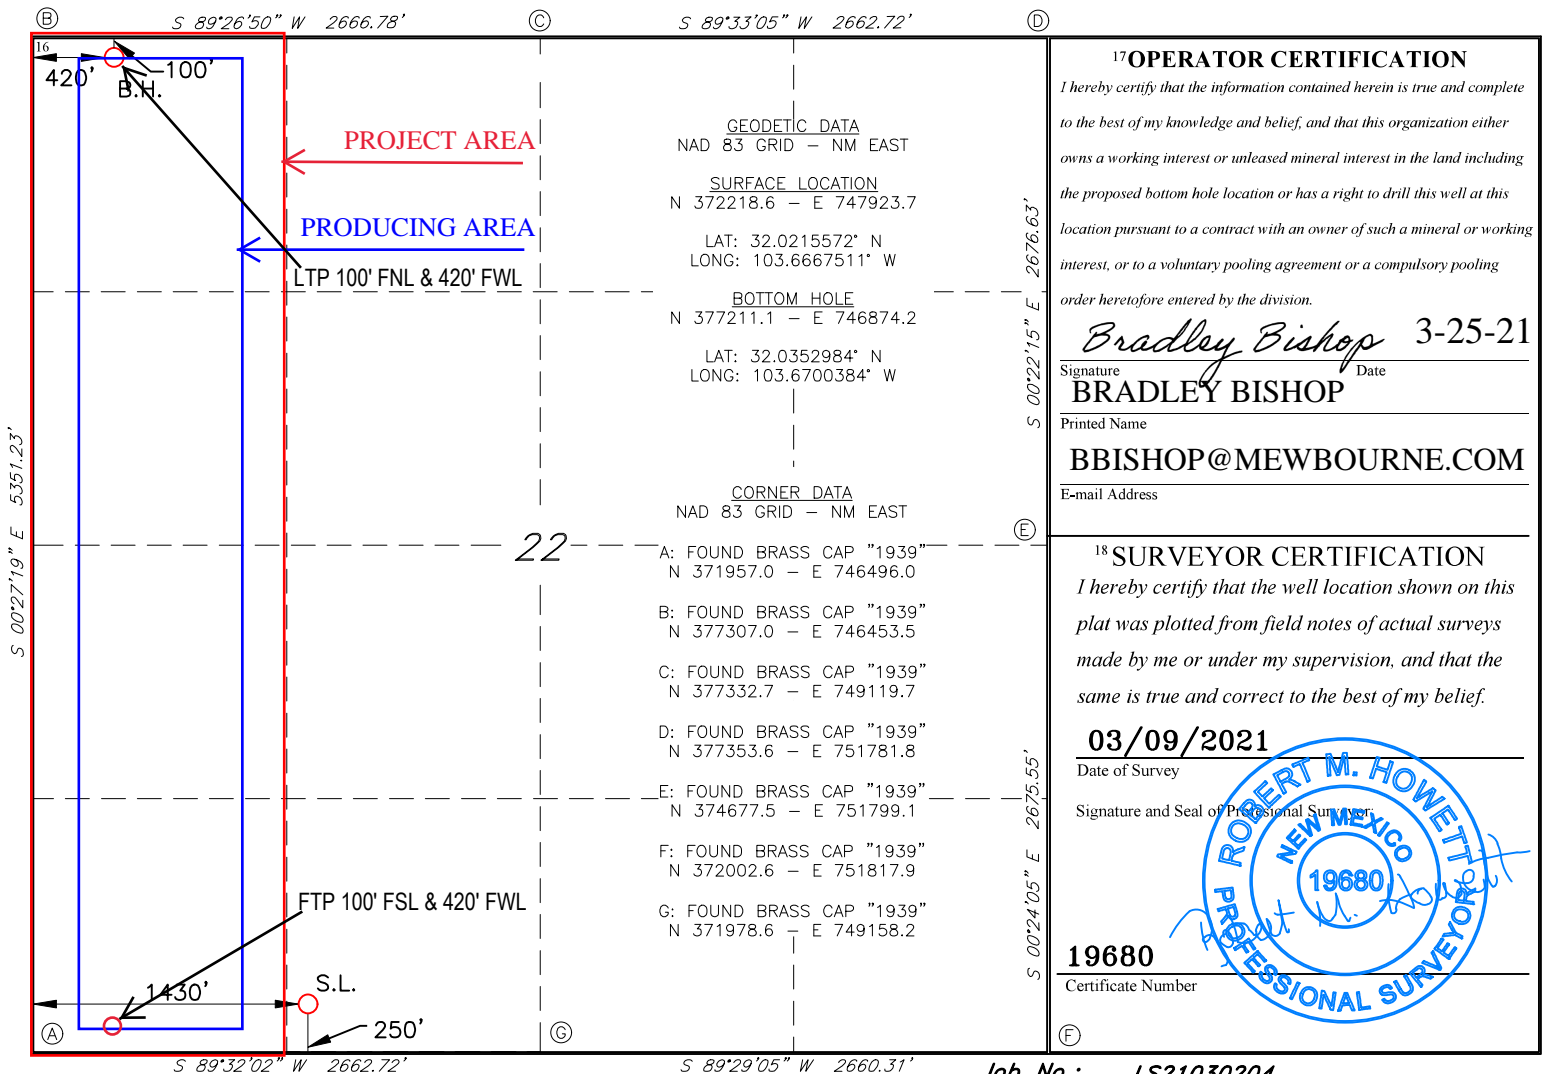 B S 89°26'50" W 2666.78' C S 89°33'05" W 2662.72' D
16
420'
100'
B.H.
PROJECT AREA
PRODUCING AREA
LTP 100' FNL & 420' FWL
S 00°27'19" E 5351.23'
22
FTP 100' FSL & 420' FWL
1430'
S.L.
250'
A
G
F
E
S 89°32'02" W 2662.72' S 89°29'05" W 2660.31'
S 00°22'15" E 2676.63'
S 00°24'05" E 2675.55'
GEODETIC DATA
NAD 83 GRID – NM EAST
SURFACE LOCATION
N 372218.6 – E 747923.7
LAT: 32.0215572° N
LONG: 103.6667511° W
BOTTOM HOLE
N 377211.1 – E 746874.2
LAT: 32.0352984° N
LONG: 103.6700384° W
CORNER DATA
NAD 83 GRID – NM EAST
A: FOUND BRASS CAP "1939"
N 371957.0 – E 746496.0
B: FOUND BRASS CAP "1939"
N 377307.0 – E 746453.5
C: FOUND BRASS CAP "1939"
N 377332.7 – E 749119.7
D: FOUND BRASS CAP "1939"
N 377353.6 – E 751781.8
E: FOUND BRASS CAP "1939"
N 374677.5 – E 751799.1
F: FOUND BRASS CAP "1939"
N 372002.6 – E 751817.9
G: FOUND BRASS CAP "1939"
N 371978.6 – E 749158.2
17 OPERATOR CERTIFICATION
I hereby certify that the information contained herein is true and complete
to the best of my knowledge and belief, and that this organization either
owns a working interest or unleased mineral interest in the land including
the proposed bottom hole location or has a right to drill this well at this
location pursuant to a contract with an owner of such a mineral or working
interest, or to a voluntary pooling agreement or a compulsory pooling
order heretofore entered by the division.
Bradley Bishop 3-25-21
Signature Date
BRADLEY BISHOP
Printed Name
BBISHOP@MEWBOURNE.COM
E-mail Address
18 SURVEYOR CERTIFICATION
I hereby certify that the well location shown on this
plat was plotted from field notes of actual surveys
made by me or under my supervision, and that the
same is true and correct to the best of my belief.
03/09/2021
Date of Survey
Signature and Seal of Profesional Surveyor:
ROBERT M. HOWETT
NEW MEXICO
19680
PROFESSIONAL SURVEYOR
Robert M. Howett
19680
Certificate Number
Job No.: LS21030204